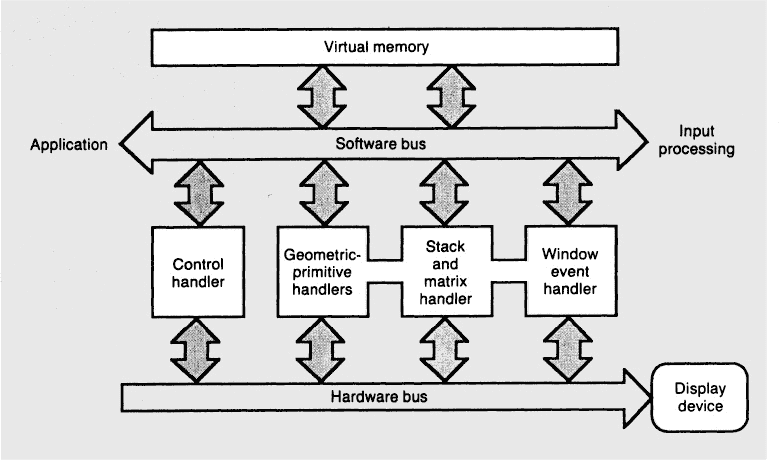 Virtual memory
Application
Software bus
Input
processing
Control
handler
Geometric-
primitive
handlers
Stack
and
matrix
handler
Window
event
handler
Hardware bus
Display
device